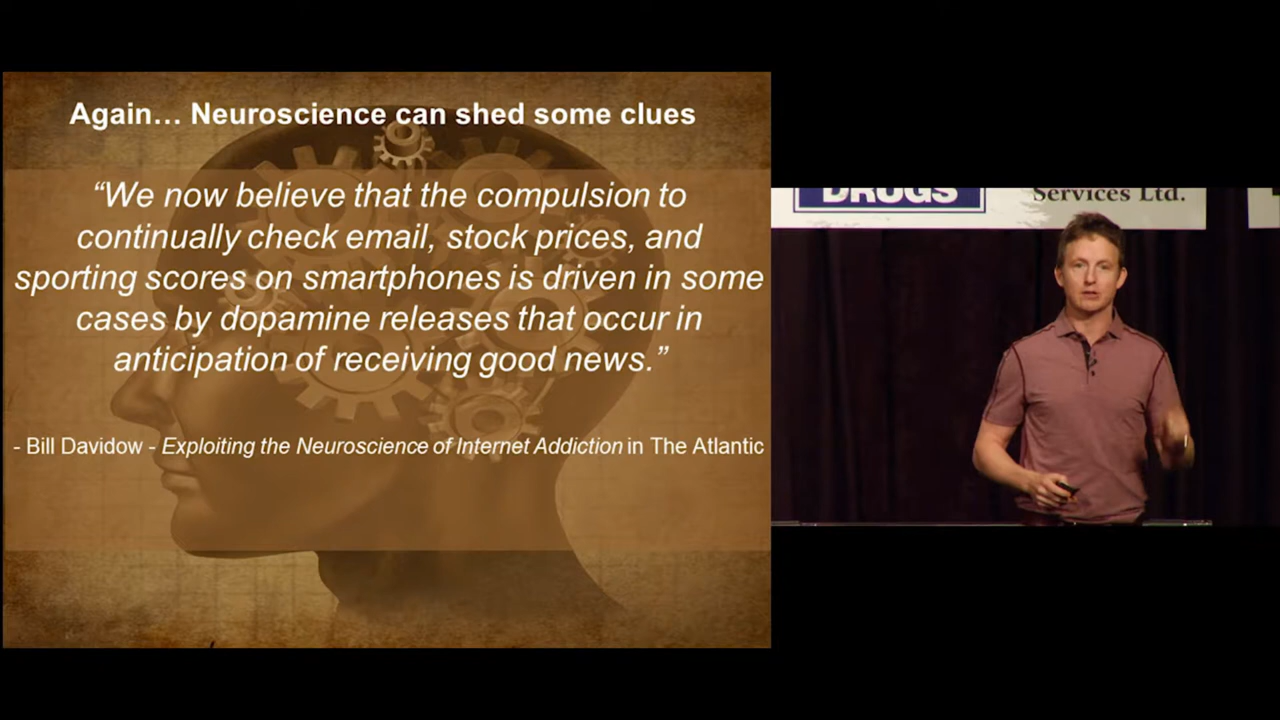 Again… Neuroscience can shed some clues
“We now believe that the compulsion to
continually check email, stock prices, and
sporting scores on smartphones is driven in some
cases by dopamine releases that occur in
anticipation of receiving good news.”
- Bill Davidow - Exploiting the Neuroscience of Internet Addiction in The Atlantic
DRUGS
Services Ltd.